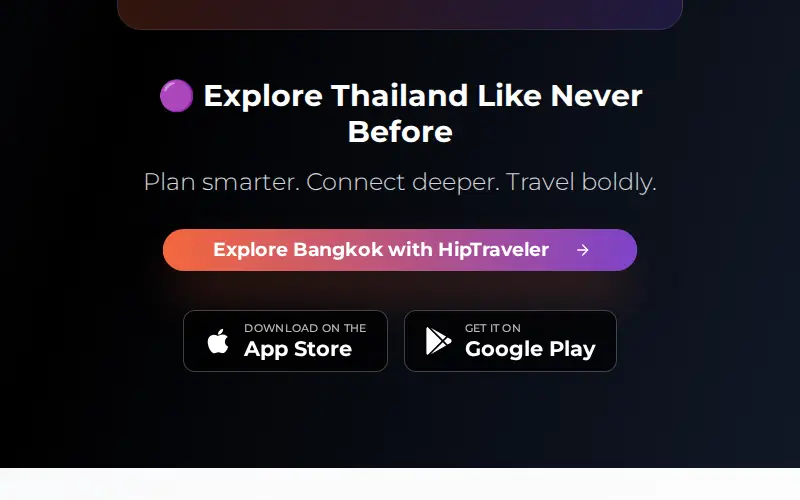 Explore Thailand Like Never
Before
Plan smarter. Connect deeper. Travel boldly.
Explore Bangkok with HipTraveler →
DOWNLOAD ON THE
App Store
GET IT ON
Google Play